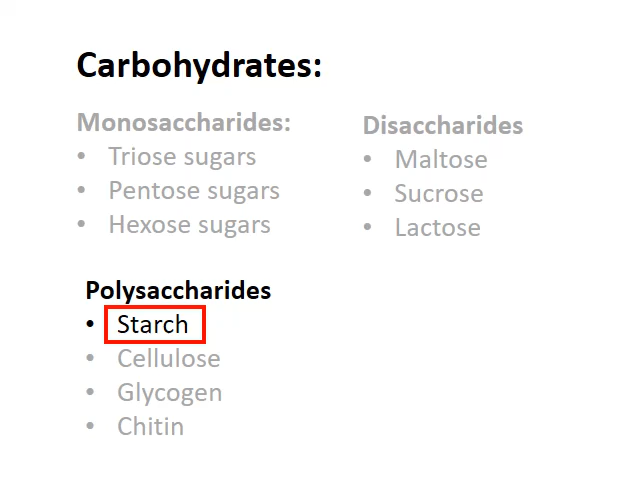 Carbohydrates:
Monosaccharides:
• Triose sugars
• Pentose sugars
• Hexose sugars
Disaccharides
• Maltose
• Sucrose
• Lactose
Polysaccharides
• Starch
• Cellulose
• Glycogen
• Chitin